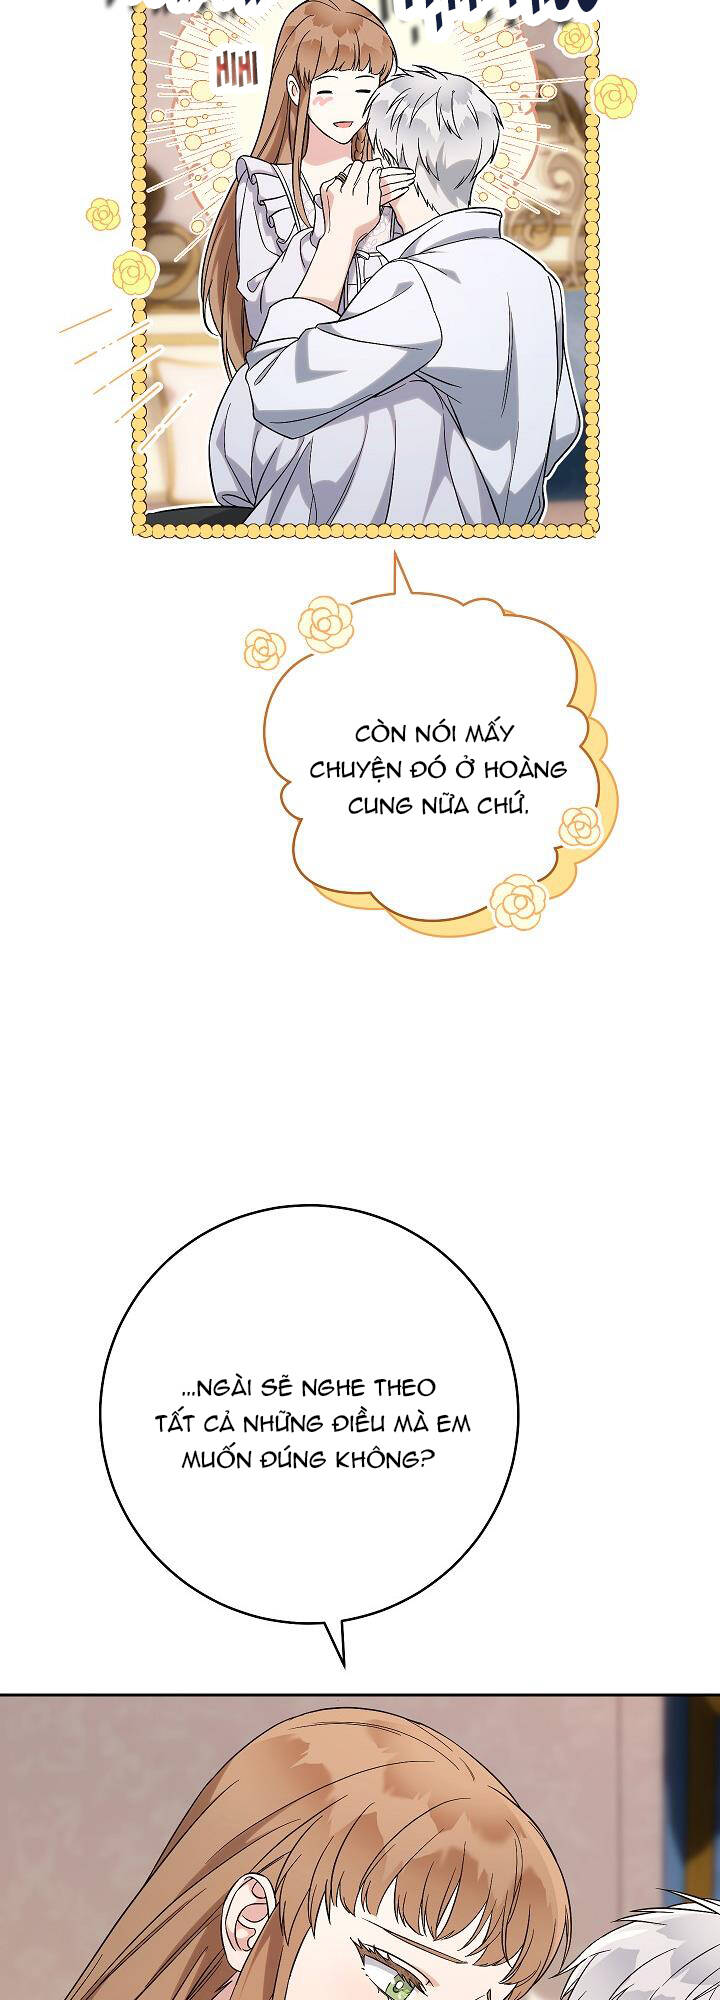 HIHI
CÒN NÓI MẤY
CHUYỆN ĐÓ Ở HOÀNG
CUNG NỮA CHỨ.
...NGÀI SẼ NGHE THEO
TẤT CẢ NHỮNG ĐIỀU MÀ EM
MUỐN ĐÚNG KHÔNG?